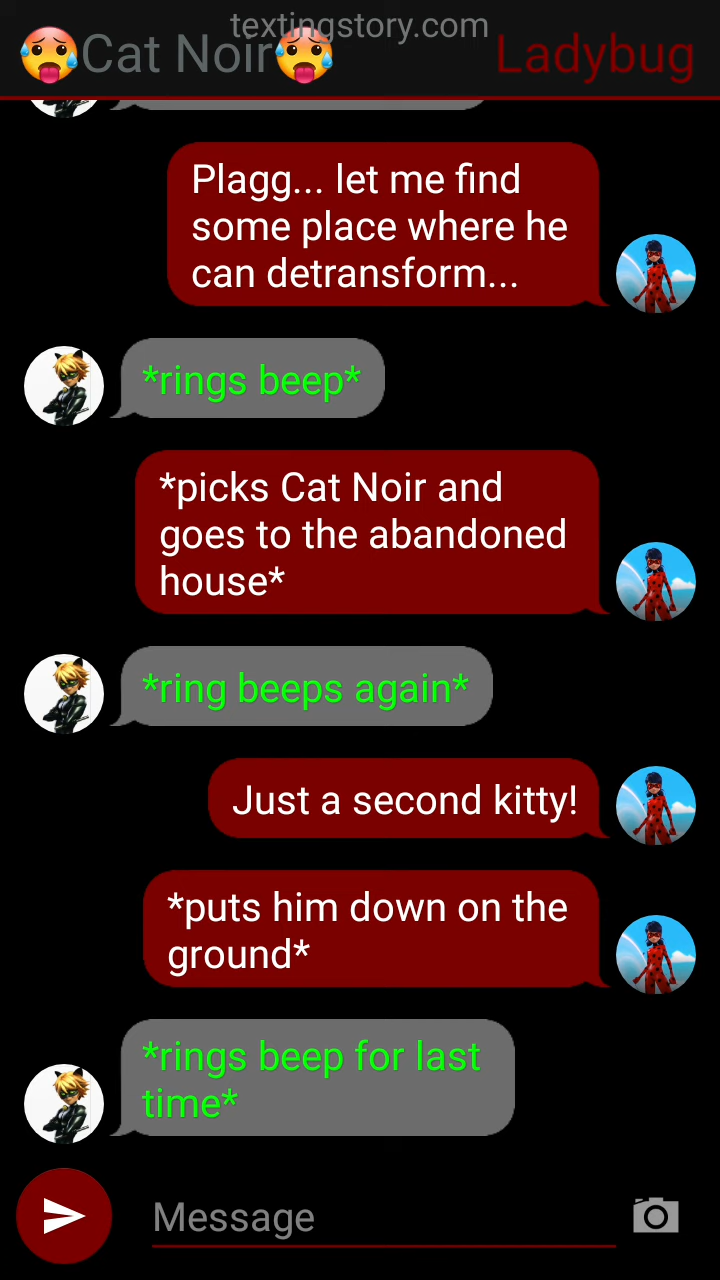 textingstory.com
🥵Cat Noir🥵
Ladybug
Plagg... let me find
some place where he
can detransform...
*rings beep*
*picks Cat Noir and
goes to the abandoned
house*
*ring beeps again*
Just a second kitty!
*puts him down on the
ground*
*rings beep for last
time*
Message